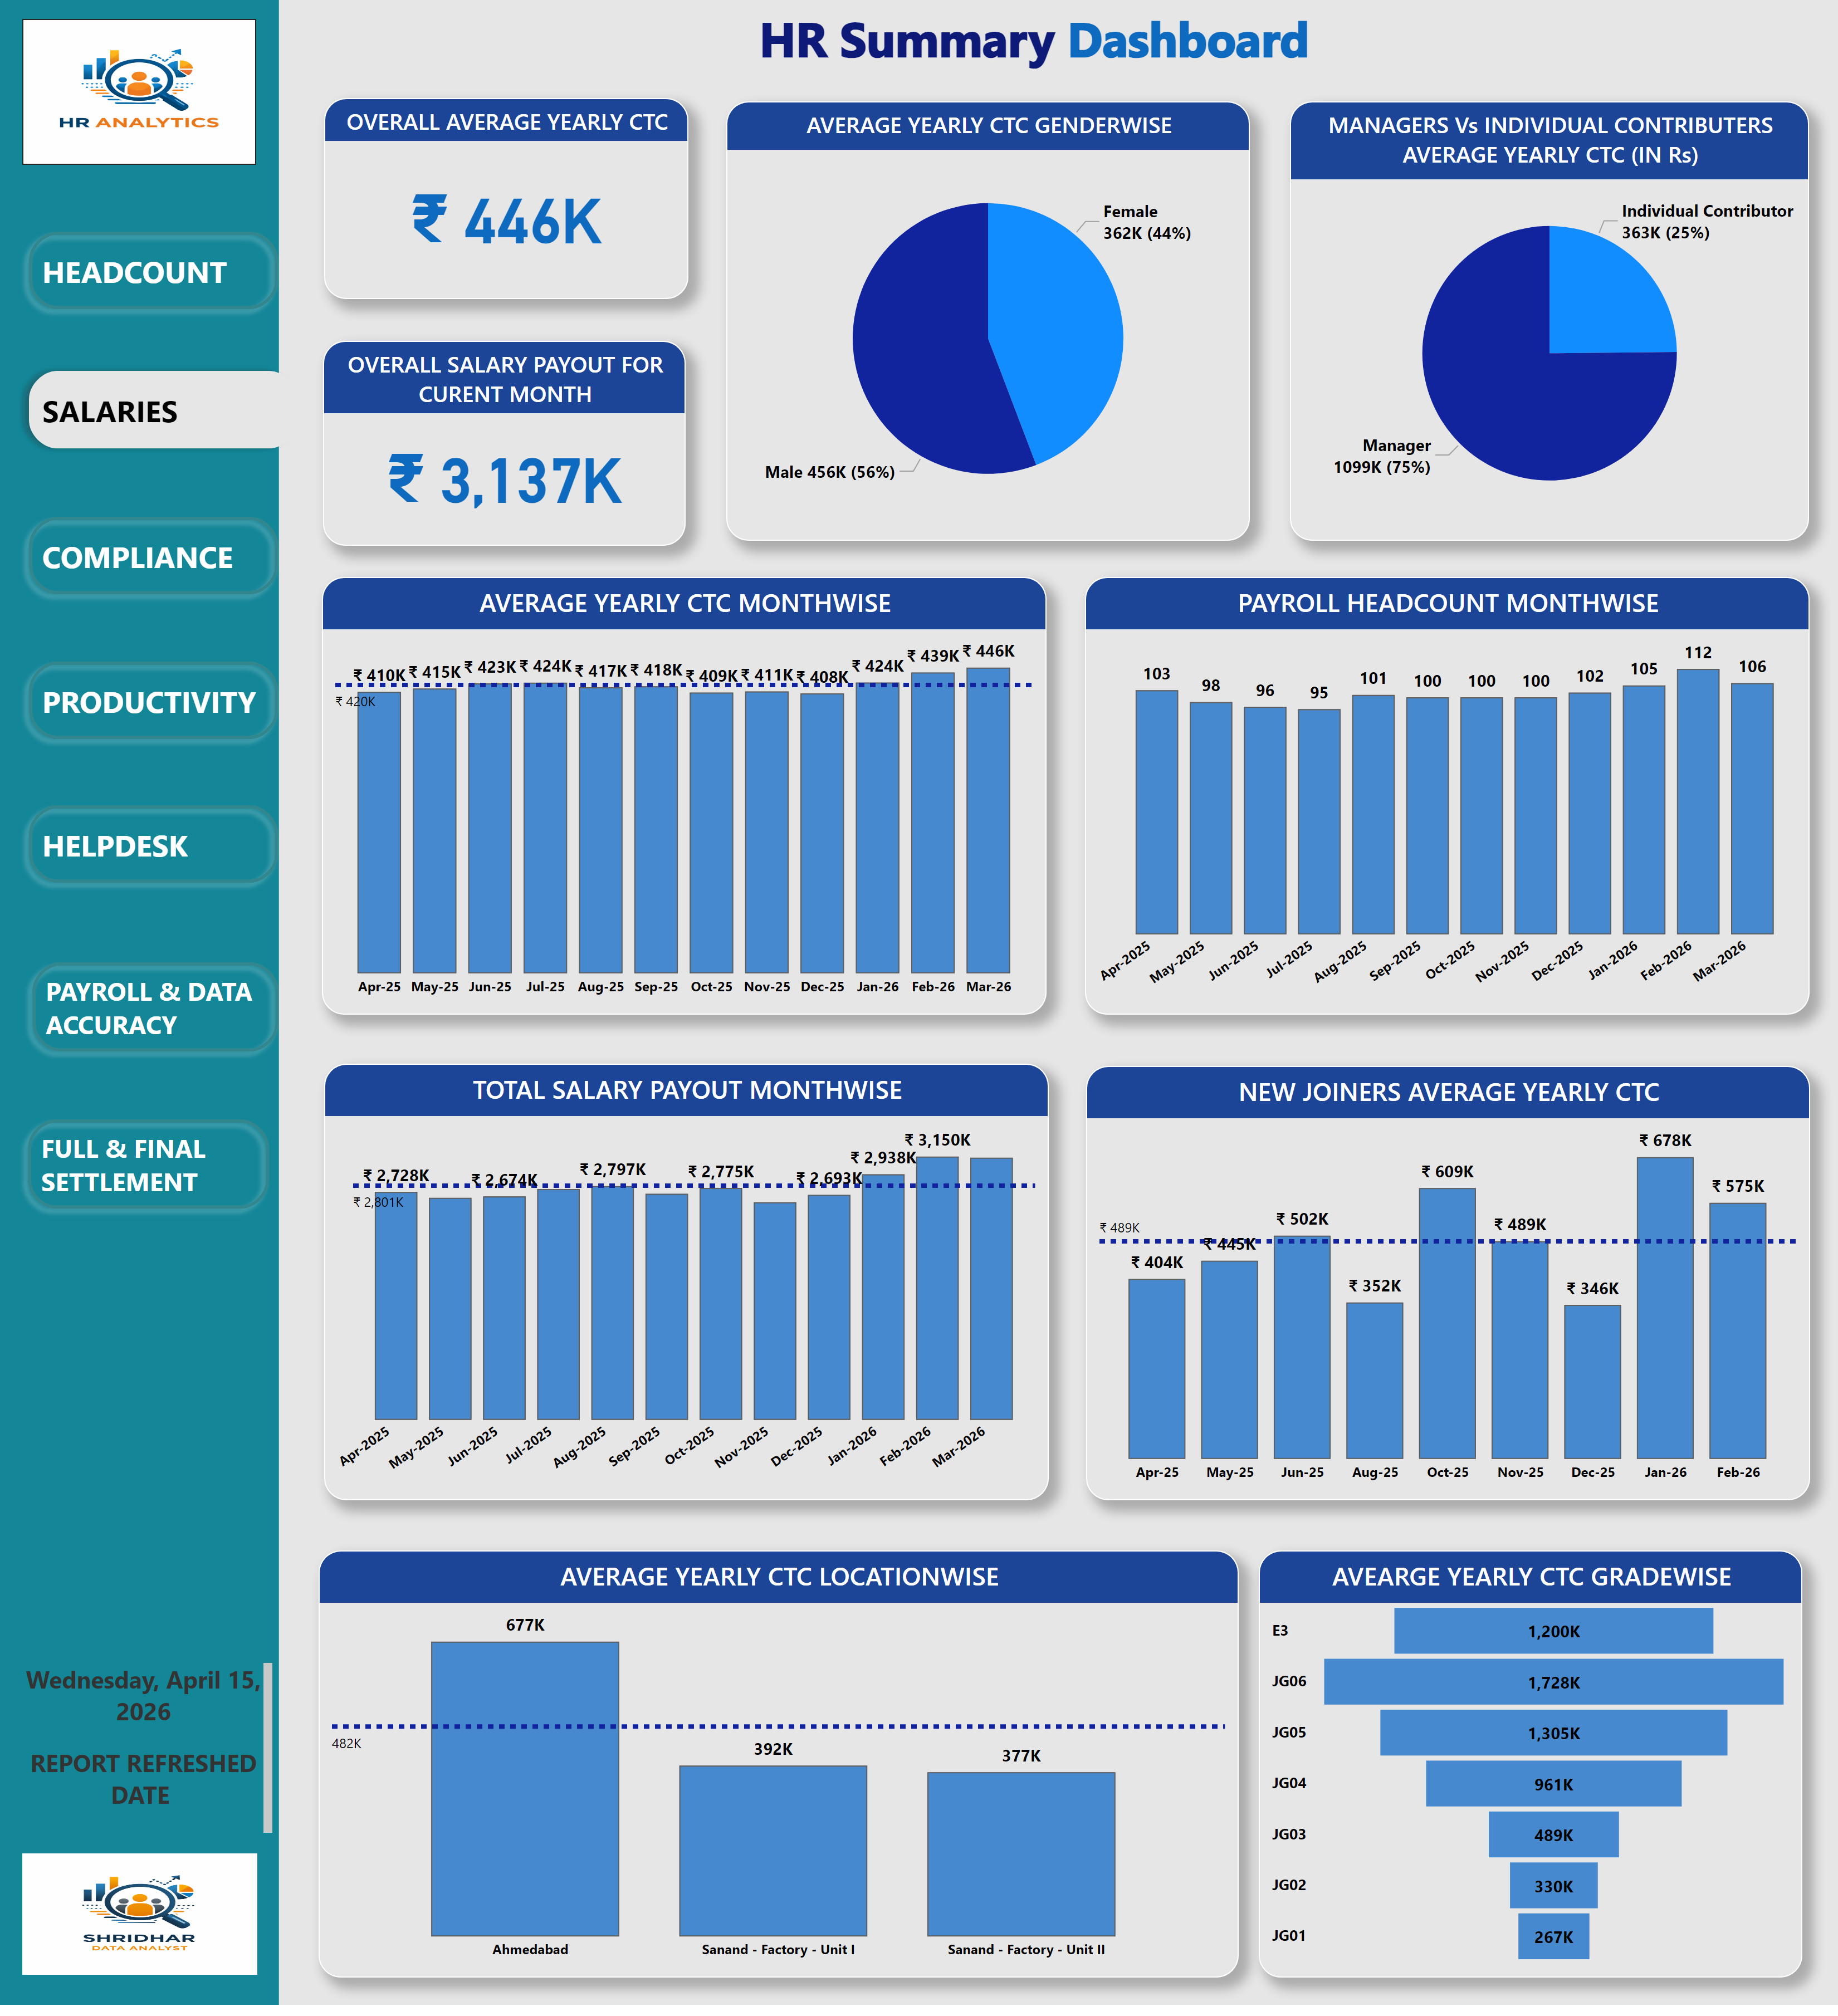 HR ANALYTICS
HEADCOUNT
SALARIES
COMPLIANCE
PRODUCTIVITY
HELPDESK
PAYROLL & DATA
ACCURACY
FULL & FINAL
SETTLEMENT
Wednesday, April 15,
2026
REPORT REFRESHED
DATE
SHRIDHAR
DATA ANALYST
HR Summary Dashboard
OVERALL AVERAGE YEARLY CTC
₹ 446K
OVERALL SALARY PAYOUT FOR
CURENT MONTH
₹ 3,137K
AVERAGE YEARLY CTC GENDERWISE
Female
362K (44%)
Male 456K (56%)
MANAGERS Vs INDIVIDUAL CONTRIBUTERS
AVERAGE YEARLY CTC (IN Rs)
Individual Contributor
363K (25%)
Manager
1099K (75%)
AVERAGE YEARLY CTC MONTHWISE
₹ 410K ₹ 415K ₹ 423K ₹ 424K ₹ 417K ₹ 418K ₹ 409K ₹ 411K ₹ 408K ₹ 424K ₹ 439K ₹ 446K
₹ 420K
Apr-25 May-25 Jun-25 Jul-25 Aug-25 Sep-25 Oct-25 Nov-25 Dec-25 Jan-26 Feb-26 Mar-26
PAYROLL HEADCOUNT MONTHWISE
103 98 96 95 101 100 100 100 102 105 112 106
Apr-2025 May-2025 Jun-2025 Jul-2025 Aug-2025 Sep-2025 Oct-2025 Nov-2025 Dec-2025 Jan-2026 Feb-2026 Mar-2026
TOTAL SALARY PAYOUT MONTHWISE
₹ 2,728K ₹ 2,674K ₹ 2,797K ₹ 2,775K ₹ 2,693K ₹ 2,938K ₹ 3,150K
₹ 2,801K
Apr-2025 May-2025 Jun-2025 Jul-2025 Aug-2025 Sep-2025 Oct-2025 Nov-2025 Dec-2025 Jan-2026 Feb-2026 Mar-2026
NEW JOINERS AVERAGE YEARLY CTC
₹ 404K ₹ 445K ₹ 502K ₹ 352K ₹ 609K ₹ 489K ₹ 346K ₹ 678K ₹ 575K
₹ 489K
Apr-25 May-25 Jun-25 Aug-25 Oct-25 Nov-25 Dec-25 Jan-26 Feb-26
AVERAGE YEARLY CTC LOCATIONWISE
677K 392K 377K
482K
Ahmedabad Sanand - Factory - Unit I Sanand - Factory - Unit II
AVEARGE YEARLY CTC GRADEWISE
E3 1,200K
JG06 1,728K
JG05 1,305K
JG04 961K
JG03 489K
JG02 330K
JG01 267K